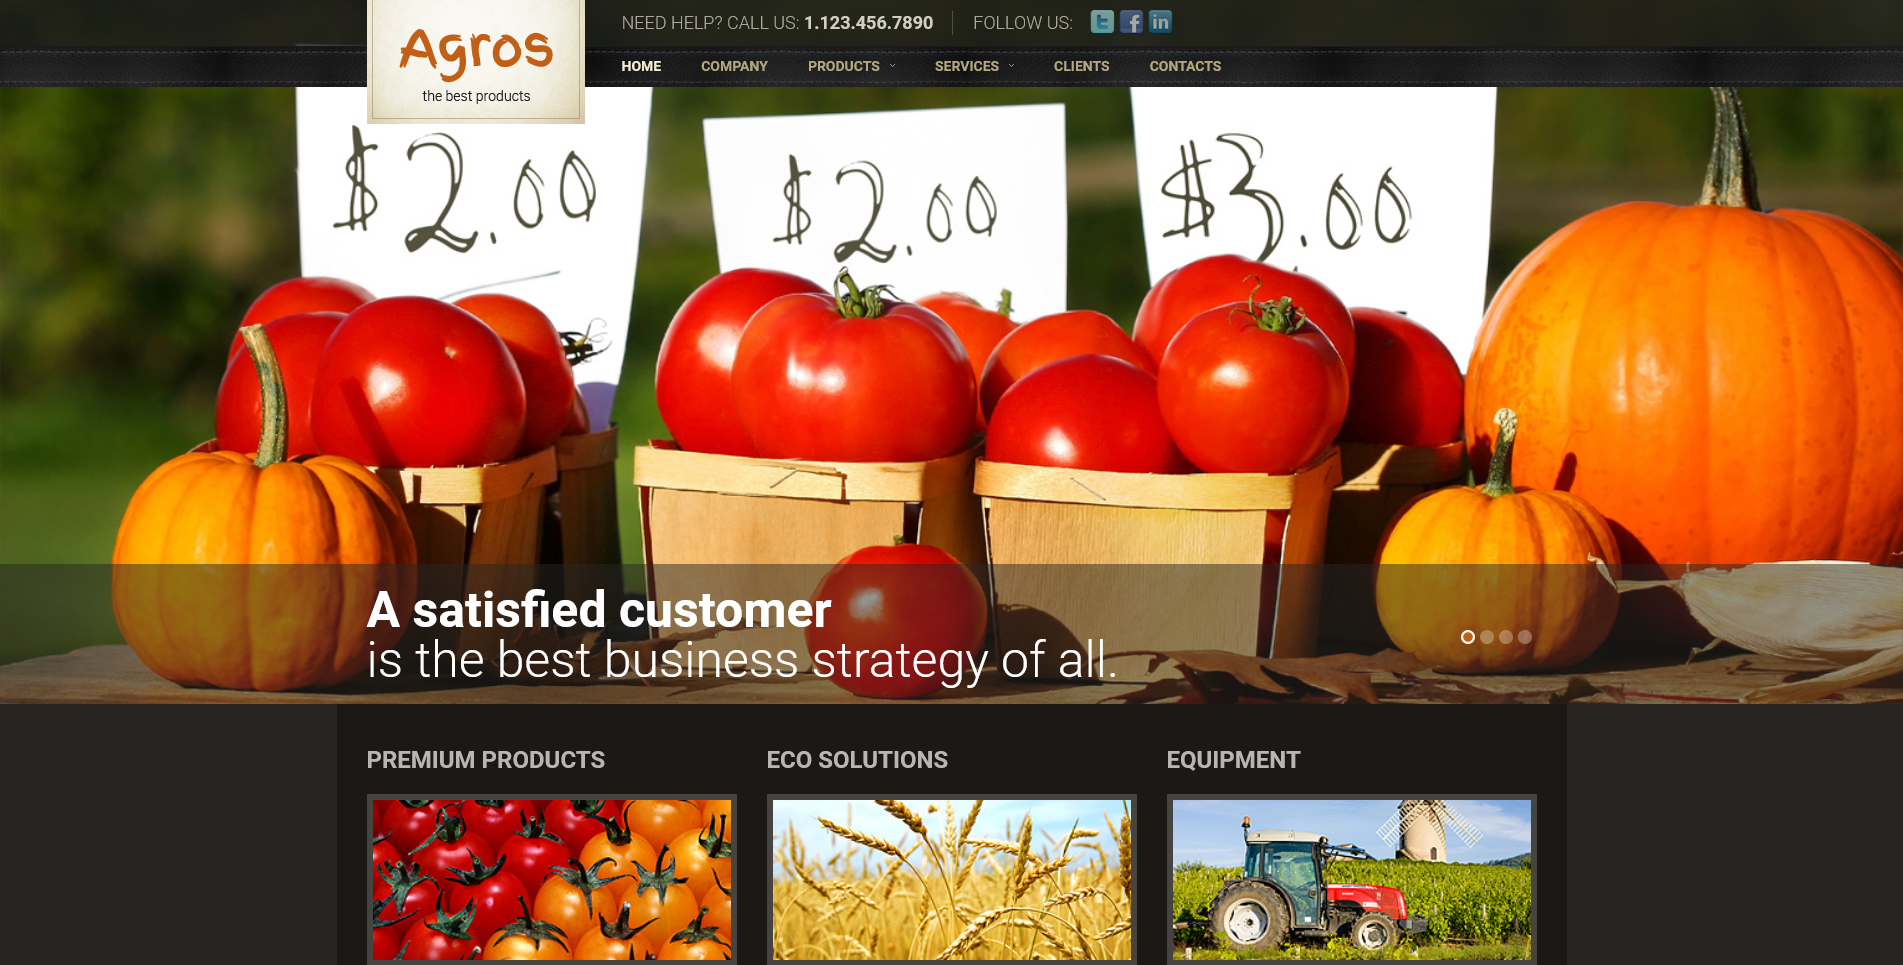 NEED HELP? CALL US: 1.123.456.7890
FOLLOW US:
Agros
the best products
HOME
COMPANY
PRODUCTS
SERVICES
CLIENTS
CONTACTS
$2.00
$2.00
$3.00
A satisfied customer
is the best business strategy of all.
PREMIUM PRODUCTS
ECO SOLUTIONS
EQUIPMENT